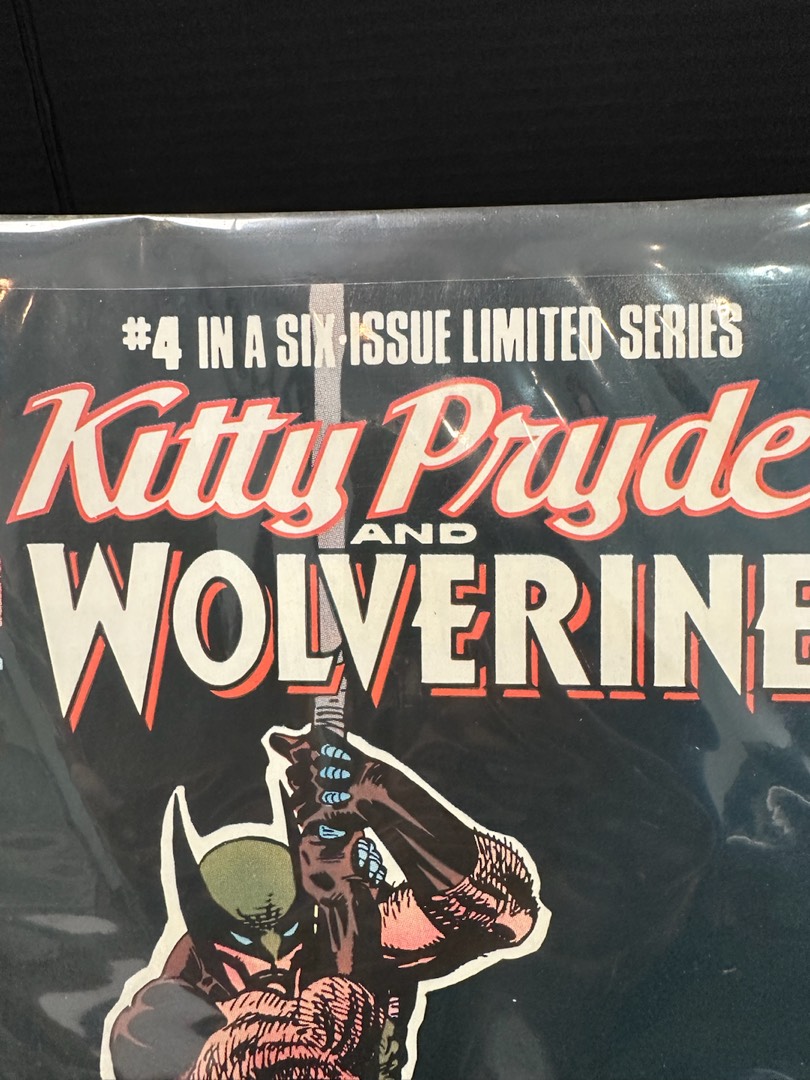 #4 IN A SIX-ISSUE LIMITED SERIES
Kitty Pryde
AND
WOLVERINE